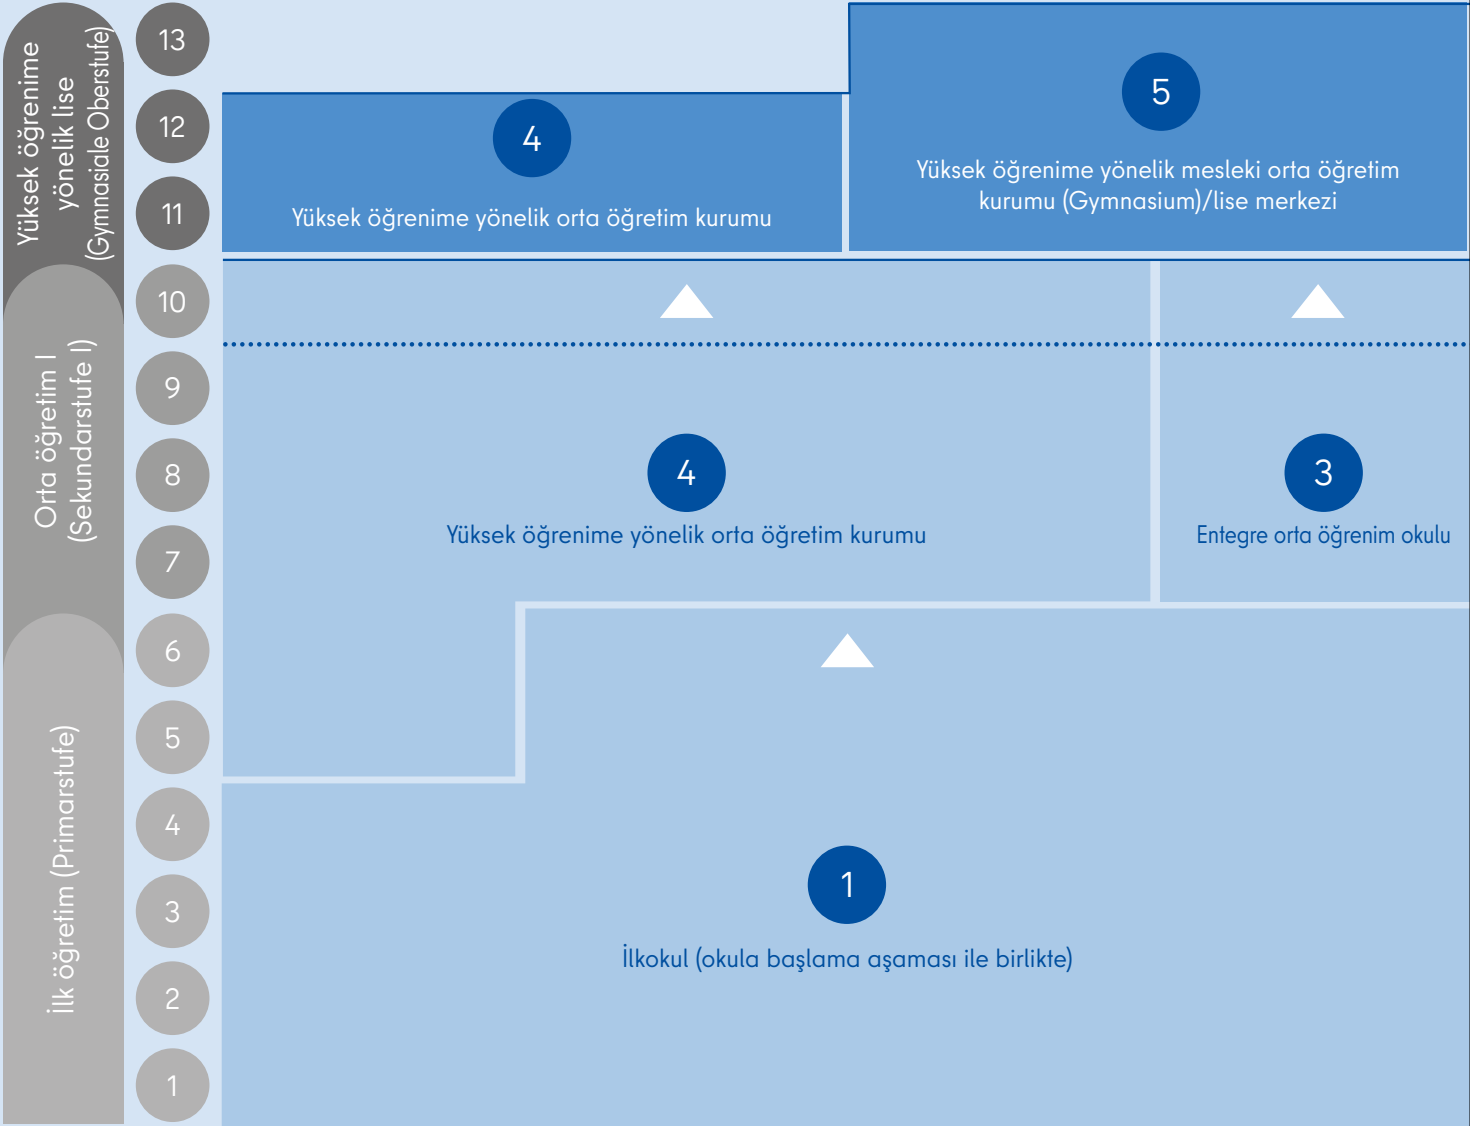 Yüksek öğrenime
yönelik lise
(Gymnasiale Oberstufe)
Orta öğretim I
(Sekundarstufe I)
İlk öğretim (Primarstufe)
13
12
11
10
9
8
7
6
5
4
3
2
1
4
Yüksek öğrenime yönelik orta öğretim kurumu
5
Yüksek öğrenime yönelik mesleki orta öğretim
kurumu (Gymnasium)/lise merkezi
4
Yüksek öğrenime yönelik orta öğretim kurumu
3
Entegre orta öğrenim okulu
1
İlkokul (okula başlama aşaması ile birlikte)